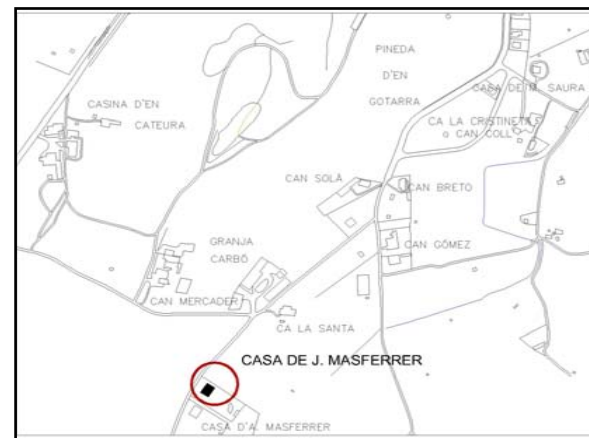 PINEDA
D'EN
GOTARRA
CASA DE M. SAURA
CASINA D'EN
CATEURA
CA LA CRISTINETA
CAN COLL
CAN SOLÀ
CAN BRETO
GRANJA
CARBÓ
CAN GÓMEZ
CAN MERCADER
CA LA SANTA
CASA DE J. MASFERRER
CASA D'A. MASFERRER